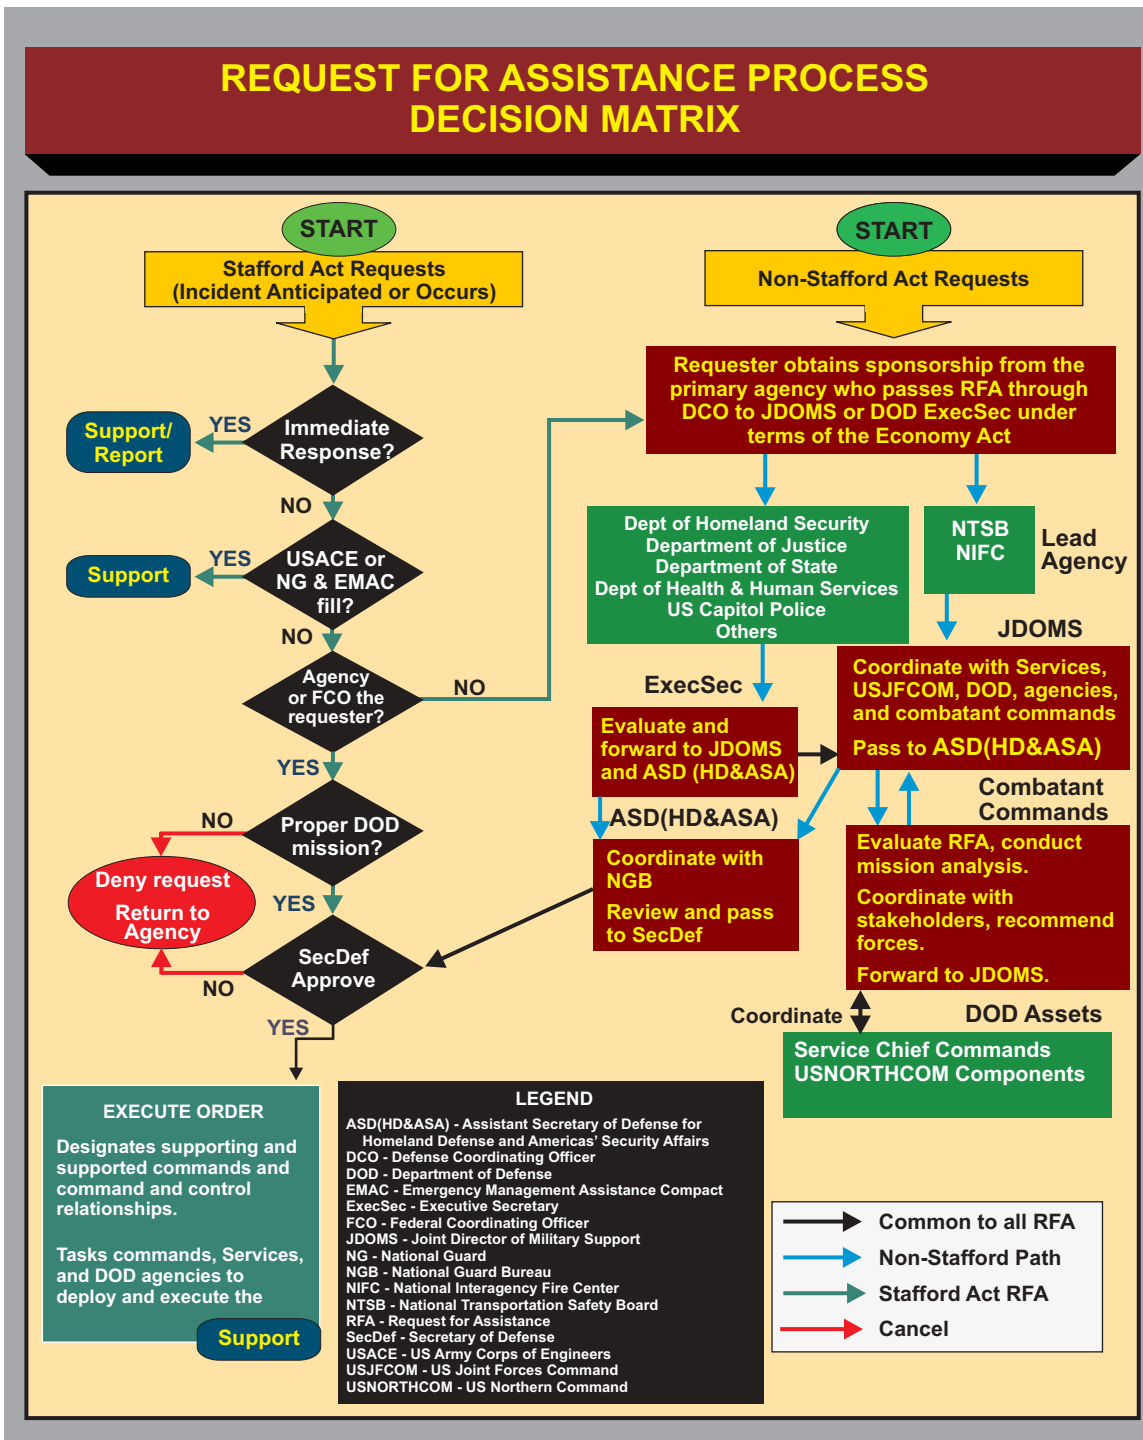 REQUEST FOR ASSISTANCE PROCESS
DECISION MATRIX
START
Stafford Act Requests
(Incident Anticipated or Occurs)
Immediate
Response?
YES
Support/
Report
NO
USACE or
NG & EMAC
fill?
YES
Support
NO
Agency
or FCO the
requester?
NO
YES
Proper DOD
mission?
NO
Deny request
Return to
Agency
YES
SecDef
Approve
NO
YES
EXECUTE ORDER
Designates supporting and
supported commands and
command and control
relationships.
Tasks commands, Services,
and DOD agencies to
deploy and execute the
Support
START
Non-Stafford Act Requests
Requester obtains sponsorship from the
primary agency who passes RFA through
DCO to JDOMS or DOD ExecSec under
terms of the Economy Act
Dept of Homeland Security
Department of Justice
Department of State
Dept of Health & Human Services
US Capitol Police
Others
NTSB
NIFC
Lead
Agency
JDOMS
Coordinate with Services,
USJFCOM, DOD, agencies,
and combatant commands
Pass to ASD(HD&ASA)
ExecSec
Evaluate and
forward to JDOMS
and ASD (HD&ASA)
ASD(HD&ASA)
Coordinate with
NGB
Review and pass
to SecDef
Combatant
Commands
Evaluate RFA, conduct
mission analysis.
Coordinate with
stakeholders, recommend
forces.
Forward to JDOMS.
Coordinate
DOD Assets
Service Chief Commands
USNORTHCOM Components
LEGEND
ASD(HD&ASA) - Assistant Secretary of Defense for
Homeland Defense and Americas' Security Affairs
DCO - Defense Coordinating Officer
DOD - Department of Defense
EMAC - Emergency Management Assistance Compact
ExecSec - Executive Secretary
FCO - Federal Coordinating Officer
JDOMS - Joint Director of Military Support
NG - National Guard
NGB - National Guard Bureau
NIFC - National Interagency Fire Center
NTSB - National Transportation Safety Board
RFA - Request for Assistance
SecDef - Secretary of Defense
USACE - US Army Corps of Engineers
USJFCOM - US Joint Forces Command
USNORTHCOM - US Northern Command
Common to all RFA
Non-Stafford Path
Stafford Act RFA
Cancel